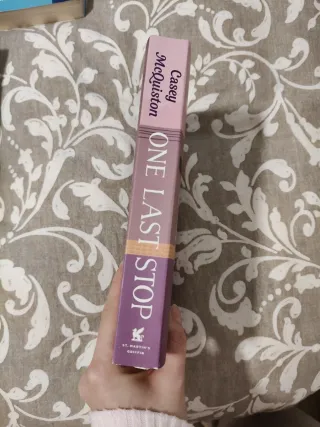 Casey
McQuiston
ONE LAST STOP
ST. MARTIN'S
GRIFFIN